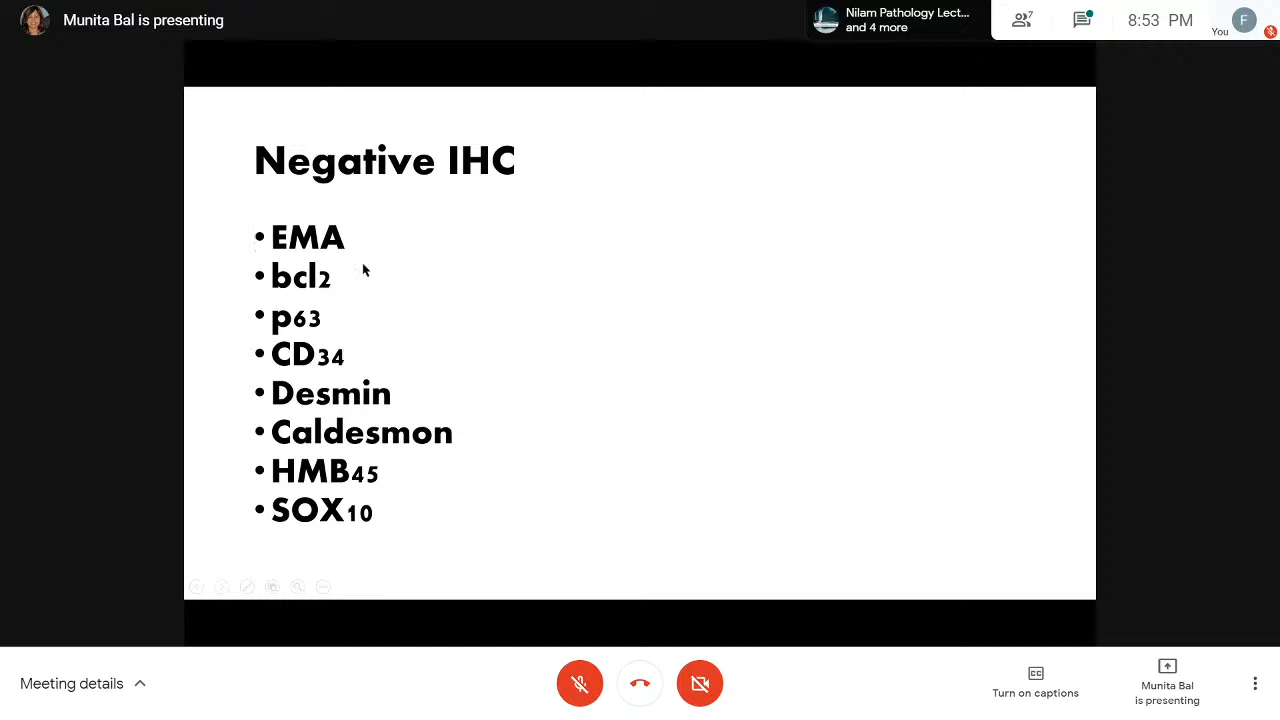 Munita Bal is presenting
Nilam Pathology Lect...
and 4 more
7
8:53 PM
You
F
Negative IHC
• EMA
• bcl2
• p63
• CD34
• Desmin
• Caldesmon
• HMB45
• SOX10
Meeting details
CC
Turn on captions
Munita Bal
is presenting